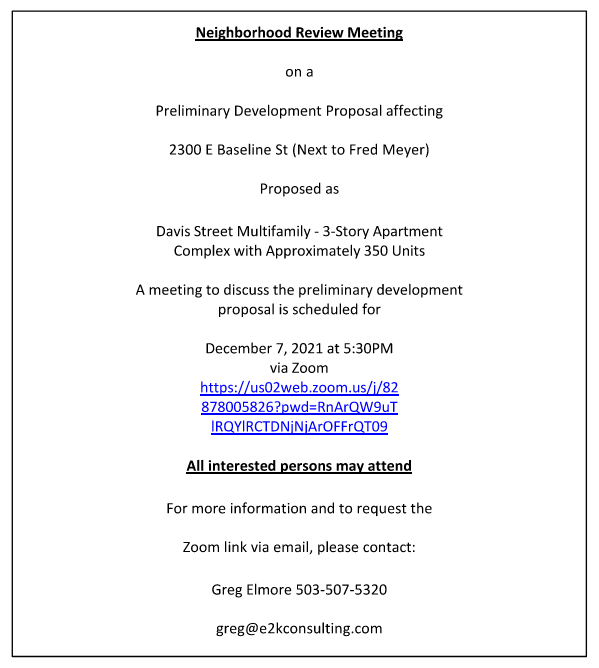 Neighborhood Review Meeting
on a
Preliminary Development Proposal affecting
2300 E Baseline St (Next to Fred Meyer)
Proposed as
Davis Street Multifamily - 3-Story Apartment
Complex with Approximately 350 Units
A meeting to discuss the preliminary development
proposal is scheduled for
December 7, 2021 at 5:30PM
via Zoom
https://us02web.zoom.us/j/82
878005826?pwd=RnArQW9uT
lRQYlRCTDNjNjArOFFrQT09
All interested persons may attend
For more information and to request the
Zoom link via email, please contact:
Greg Elmore 503-507-5320
greg@e2kconsulting.com